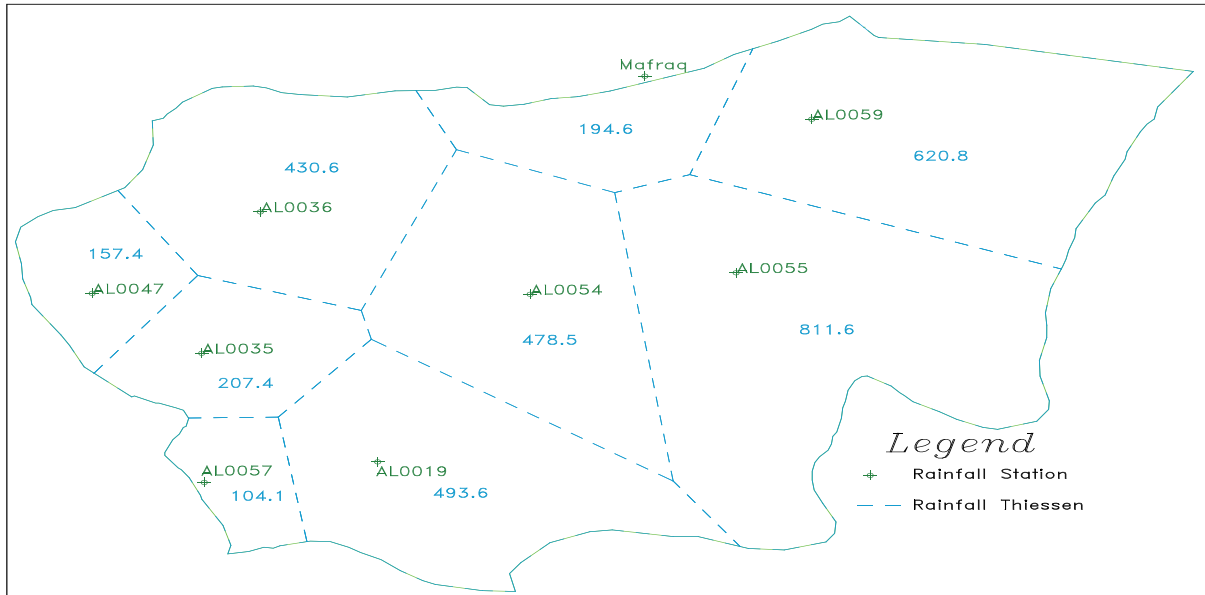 Mafraq
AL0059
194.6
620.8
430.6
AL0036
157.4
AL0055
AL0047
AL0054
811.6
478.5
AL0035
207.4
Legend
AL0057
AL0019
Rainfall Station
104.1
493.6
Rainfall Thiessen